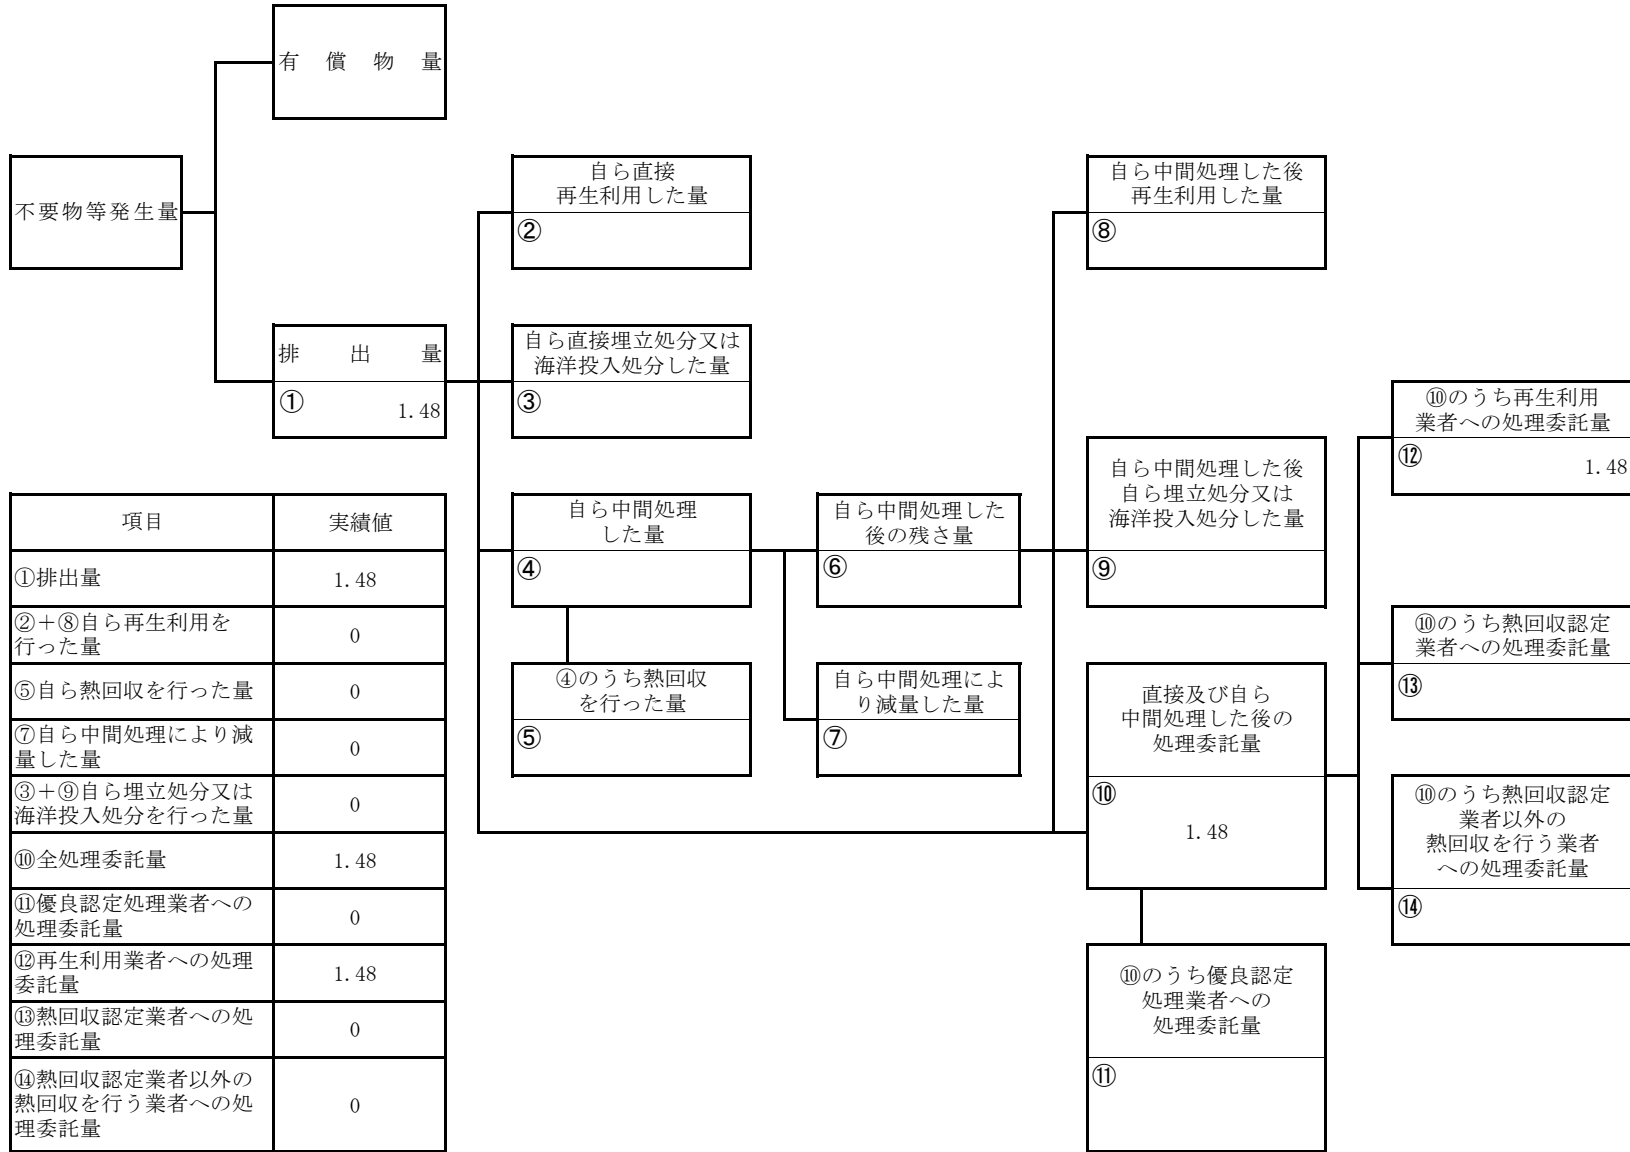 有償物量
不要物等発生量
排出量
①
1.48
自ら直接
再生利用した量
②
自ら直接埋立処分又は
海洋投入処分した量
③
自ら中間処理
した量
④
④のうち熱回収
を行った量
⑤
自ら中間処理した
後の残さ量
⑥
自ら中間処理によ
り減量した量
⑦
自ら中間処理した後
再生利用した量
⑧
自ら中間処理した後
自ら埋立処分又は
海洋投入処分した量
⑨
直接及び自ら
中間処理した後の
処理委託量
⑩
1.48
⑩のうち優良認定
処理業者への
処理委託量
⑪
⑩のうち再生利用
業者への処理委託量
⑫
1.48
⑩のうち熱回収認定
業者への処理委託量
⑬
⑩のうち熱回収認定
業者以外の
熱回収を行う業者
への処理委託量
⑭
項目 実績値
①排出量 1.48
②+⑧自ら再生利用を
行った量 0
⑤自ら熱回収を行った量 0
⑦自ら中間処理により減
量した量 0
③+⑨自ら埋立処分又は
海洋投入処分を行った量 0
⑩全処理委託量 1.48
⑪優良認定処理業者への
処理委託量 0
⑫再生利用業者への処理
委託量 1.48
⑬熱回収認定業者への処
理委託量 0
⑭熱回収認定業者以外の
熱回収を行う業者への処
理委託量 0